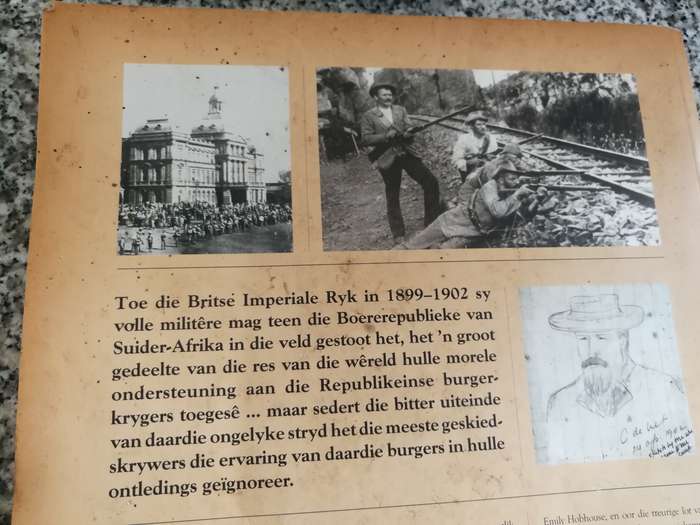 Toe die Britse Imperiale Ryk in 1899–1902 sy
volle militêre mag teen die Boererepublieke van
Suider-Afrika in die veld gestoot het, het 'n groot
gedeelte van die res van die wêreld hulle morele
ondersteuning aan die Republikeinse burger-
krygers toegesê ... maar sedert die bitter uiteinde
van daardie ongelyke stryd het die meeste geskied-
skrywers die ervaring van daardie burgers in hulle
ontledings geïgnoreer.
C de Wet
Emily Hobhouse, en oor die treurige lot v